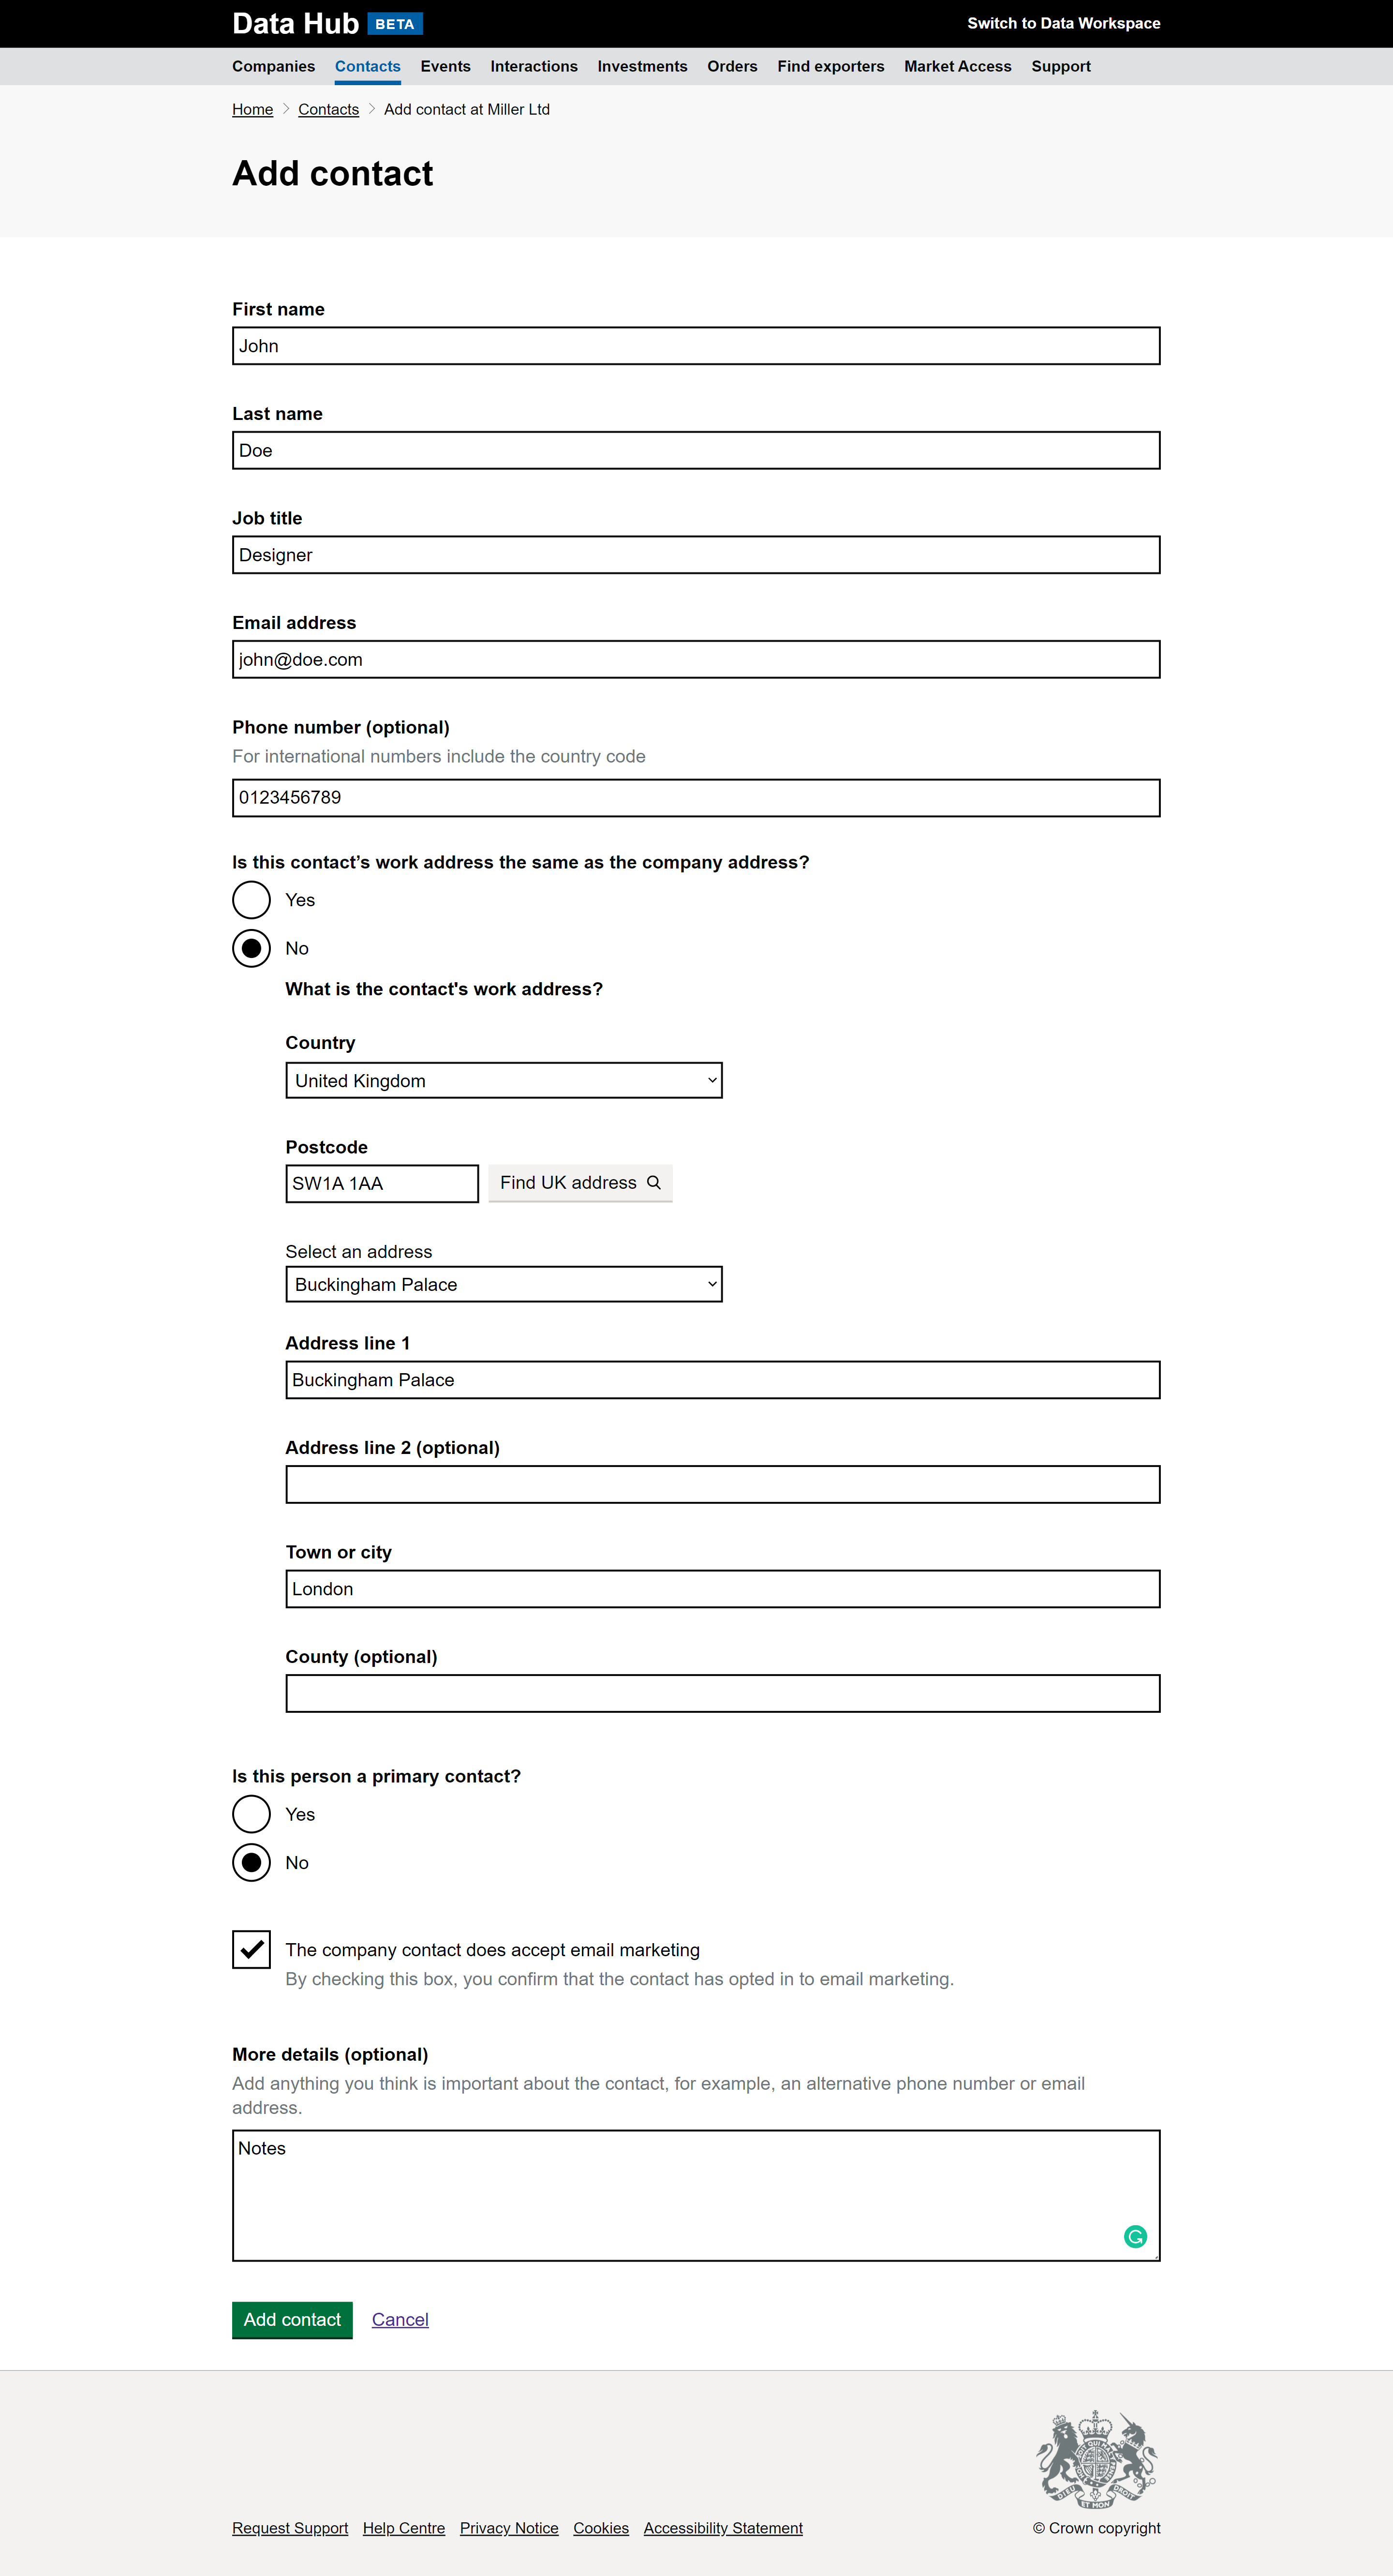 Data Hub BETA Switch to Data Workspace
Companies Contacts Events Interactions Investments Orders Find exporters Market Access Support
Home Contacts Add contact at Miller Ltd
Add contact
First name
John
Last name
Doe
Job title
Designer
Email address
john@doe.com
Phone number (optional)
For international numbers include the country code
0123456789
Is this contact’s work address the same as the company address?
Yes
No
What is the contact's work address?
Country
United Kingdom
Postcode
SW1A 1AA Find UK address
Select an address
Buckingham Palace
Address line 1
Buckingham Palace
Address line 2 (optional)
Town or city
London
County (optional)
Is this person a primary contact?
Yes
No
The company contact does accept email marketing
By checking this box, you confirm that the contact has opted in to email marketing.
More details (optional)
Add anything you think is important about the contact, for example, an alternative phone number or email
address.
Notes
Add contact Cancel
DIEU ET MON DROIT
Request Support Help Centre Privacy Notice Cookies Accessibility Statement © Crown copyright